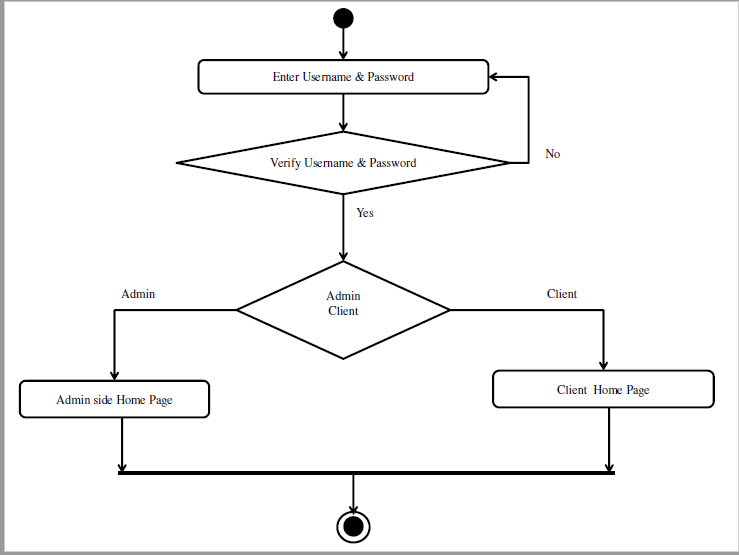 Enter Username & Password
Verify Username & Password
No
Yes
Admin
Client
Admin
Client
Admin side Home Page
Client Home Page